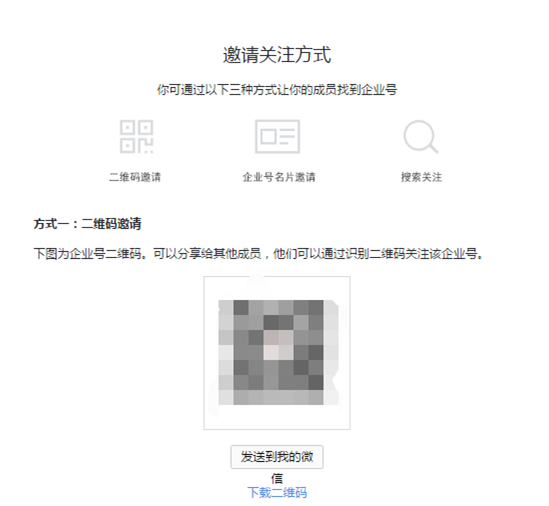 邀请关注方式
你可通过以下三种方式让你的成员找到企业号
二维码邀请 企业号名片邀请 搜索关注
方式一：二维码邀请
下图为企业号二维码。可以分享给其他成员，他们可以通过识别二维码关注该企业号。
发送到我的微
信
下载二维码